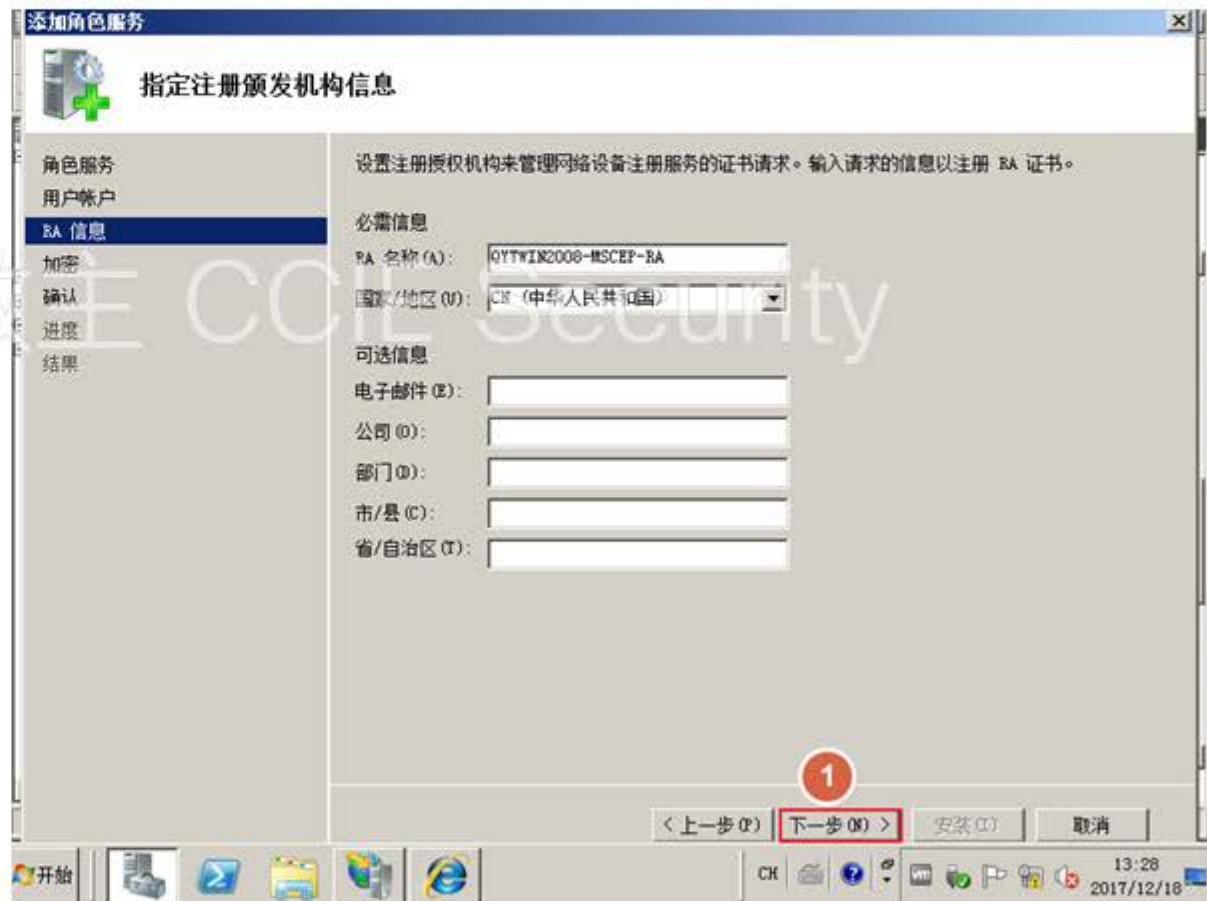 添加角色服务
指定注册颁发机构信息
角色服务
用户帐户
RA 信息
加密
确认
进度
结果
设置注册授权机构来管理网络设备注册服务的证书请求。输入请求的信息以注册 RA 证书。
必需信息
RA 名称(A): QYTWIN2008-MSCEP-RA
国家/地区(U): CN (中华人民共和国)
可选信息
电子邮件(E):
公司(O):
部门(D):
市/县(C):
省/自治区(T):
主 CCIE Security
1
< 上一步(P) 下一步(N) > 安装(I) 取消
开始 CH 13:28
2017/12/18